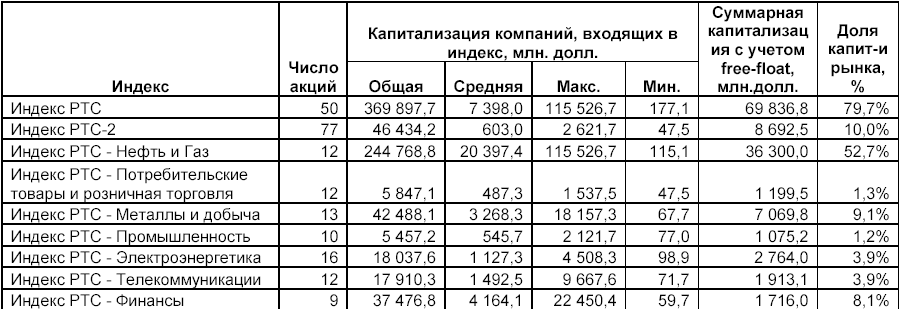 Индекс Число акций Капитализация компаний, входящих в индекс, млн. долл. Суммарная капитализация с учетом free-float, млн.долл. Доля капит-и рынка, %
Общая Средняя Макс. Мин.
Индекс РТС 50 369 897,7 7 398,0 115 526,7 177,1 69 836,8 79,7%
Индекс РТС-2 77 46 434,2 603,0 2 621,7 47,5 8 692,5 10,0%
Индекс РТС - Нефть и Газ 12 244 768,8 20 397,4 115 526,7 115,1 36 300,0 52,7%
Индекс РТС - Потребительские
товары и розничная торговля 12 5 847,1 487,3 1 537,5 47,5 1 199,5 1,3%
Индекс РТС - Металлы и добыча 13 42 488,1 3 268,3 18 157,3 67,7 7 069,8 9,1%
Индекс РТС - Промышленность 10 5 457,2 545,7 2 121,7 77,0 1 075,2 1,2%
Индекс РТС - Электроэнергетика 16 18 037,6 1 127,3 4 508,3 98,9 2 764,0 3,9%
Индекс РТС - Телекоммуникации 12 17 910,3 1 492,5 9 667,6 71,7 1 913,1 3,9%
Индекс РТС - Финансы 9 37 476,8 4 164,1 22 450,4 59,7 1 716,0 8,1%